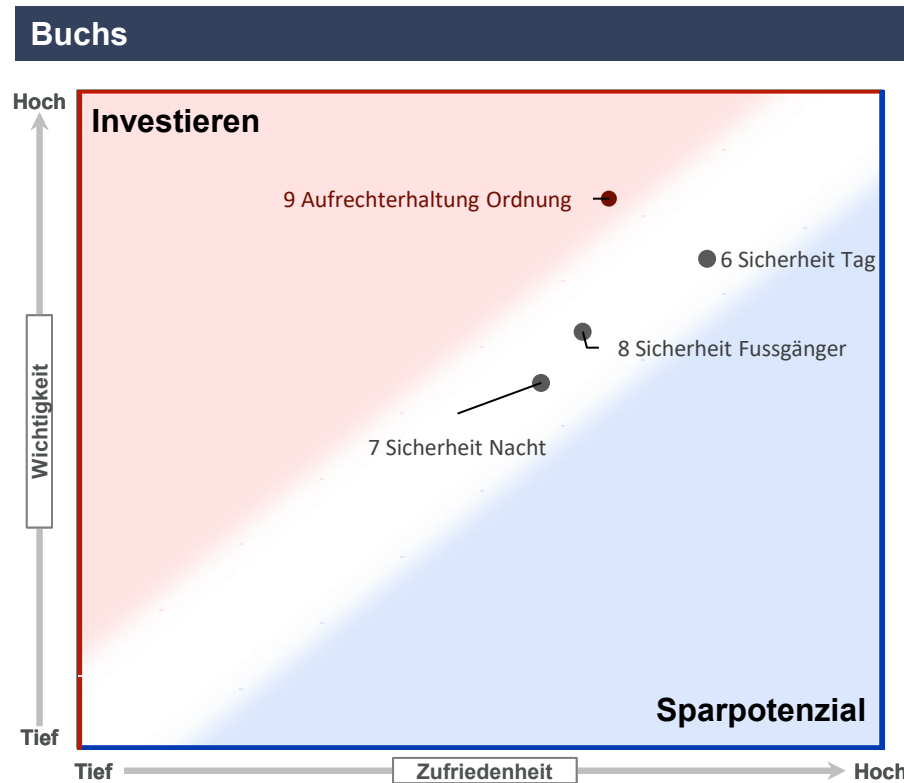 Buchs
Hoch
Investieren
9 Aufrechterhaltung Ordnung
6 Sicherheit Tag
8 Sicherheit Fussgänger
Wichtigkeit
7 Sicherheit Nacht
Sparpotenzial
Tief
Tief
Zufriedenheit
Hoch